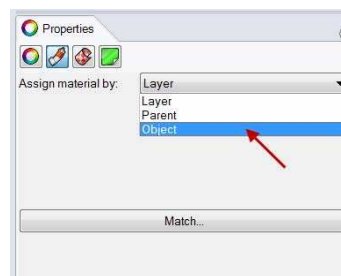 Properties
Assign material by: Layer
Layer
Parent
Object
Match...